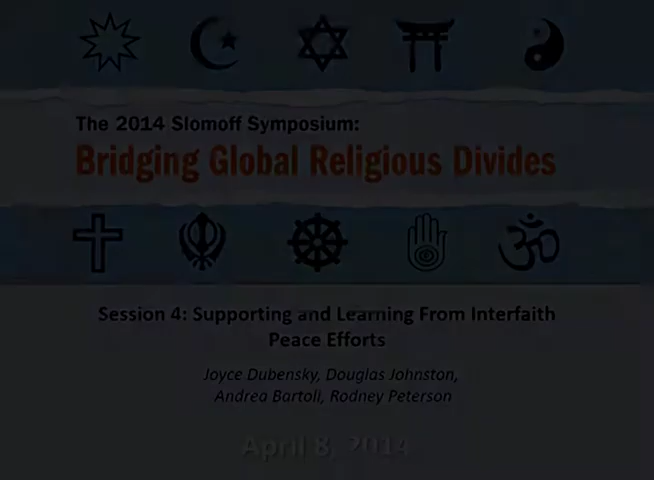 The 2014 Slomoff Symposium:
Bridging Global Religious Divides
Session 4: Supporting and Learning From Interfaith
Peace Efforts
Joyce Dubensky, Douglas Johnston,
Andrea Bartoli, Rodney Peterson
April 8, 2014